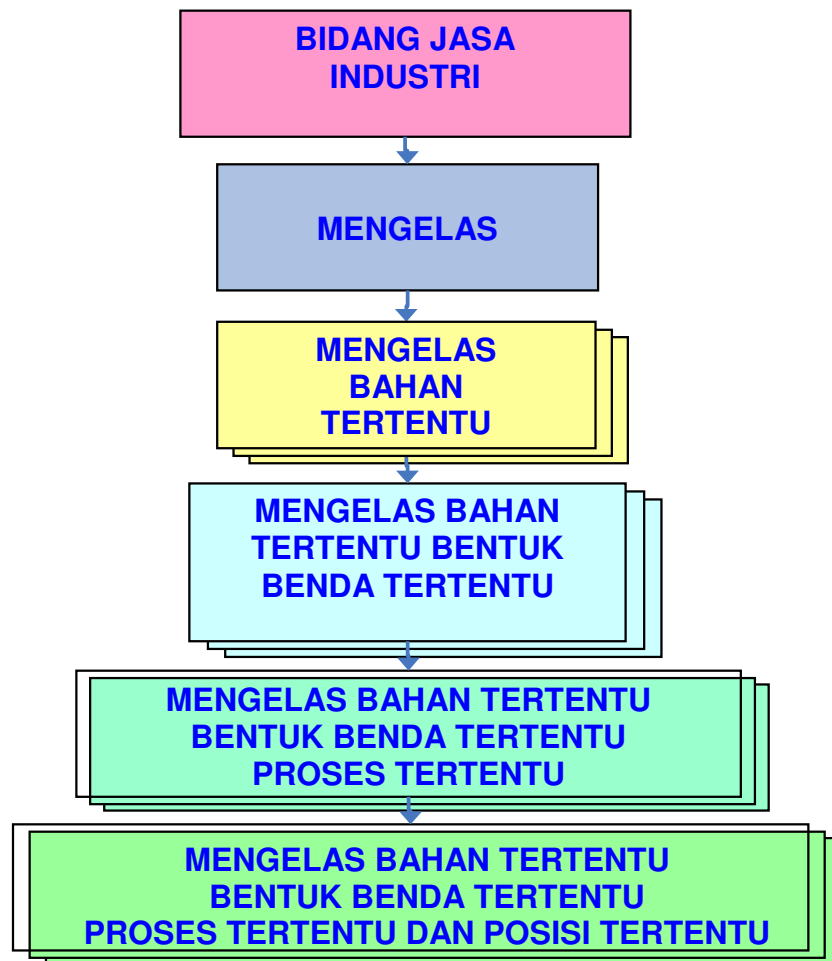 BIDANG JASA
INDUSTRI
MENGELAS
MENGELAS
BAHAN
TERTENTU
MENGELAS BAHAN
TERTENTU BENTUK
BENDA TERTENTU
MENGELAS BAHAN TERTENTU
BENTUK BENDA TERTENTU
PROSES TERTENTU
MENGELAS BAHAN TERTENTU
BENTUK BENDA TERTENTU
PROSES TERTENTU DAN POSISI TERTENTU